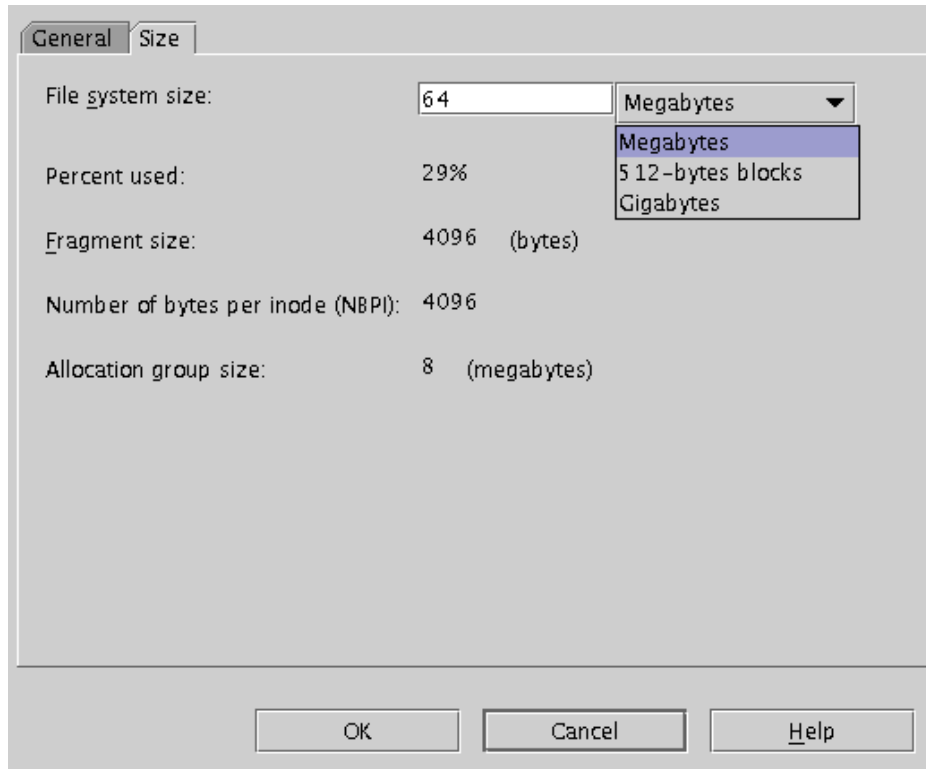 General Size
File system size: 64 Megabytes
Megabytes
512-bytes blocks
Gigabytes
Percent used: 29%
Fragment size: 4096 (bytes)
Number of bytes per inode (NBPI): 4096
Allocation group size: 8 (megabytes)
OK Cancel Help